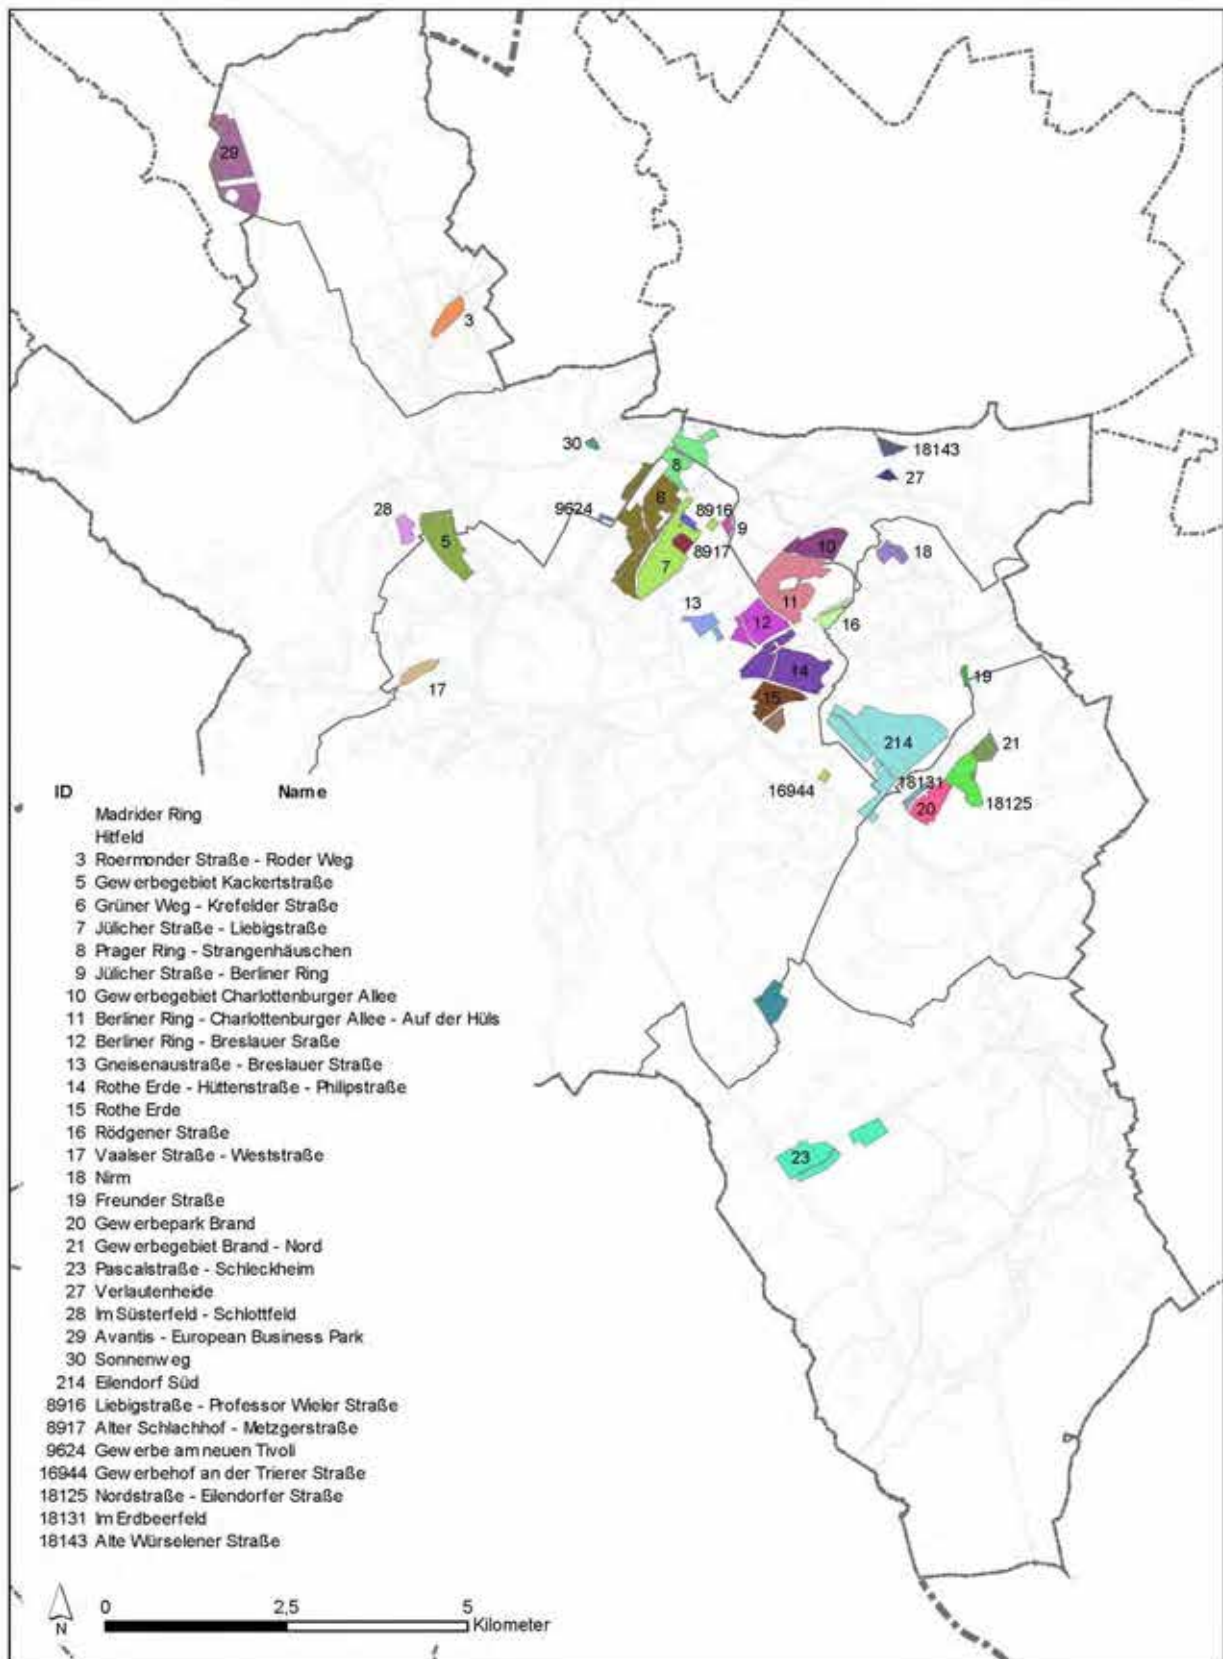 29
3
30
8
18143
27
28
5
9624
6
8916
9
8917
7
10
18
11
13
12
16
14
17
15
19
214
21
16944
18131
20
18125
ID Name
Madrider Ring
Hitfeld
3 Roermonder Straße - Roder Weg
5 Gewerbegebiet Kackertstraße
6 Grüner Weg - Krefelder Straße
7 Jülicher Straße - Liebigstraße
8 Prager Ring - Strangenhäuschen
9 Jülicher Straße - Berliner Ring
10 Gewerbegebiet Charlottenburger Allee
11 Berliner Ring - Charlottenburger Allee - Auf der Hüls
12 Berliner Ring - Breslauer Sraße
13 Gneisenaustraße - Breslauer Straße
14 Rothe Erde - Hüttenstraße - Philipstraße
15 Rothe Erde
16 Rödgener Straße
17 Vaalser Straße - Weststraße
18 Nirm
19 Freunder Straße
20 Gewerbepark Brand
21 Gewerbegebiet Brand - Nord
23 Pascalstraße - Schleckheim
27 Verlautenheide
28 Im Süsterfeld - Schlottfeld
29 Avantis - European Business Park
30 Sonnenweg
214 Eilendorf Süd
8916 Liebigstraße - Professor Wieler Straße
8917 Alter Schlachhof - Metzgerstraße
9624 Gewerbe am neuen Tivoli
16944 Gewerbehof an der Trierer Straße
18125 Nordstraße - Eilendorfer Straße
18131 Im Erdbeerfeld
18143 Alte Würselener Straße
23
N
0 2,5 5
Kilometer